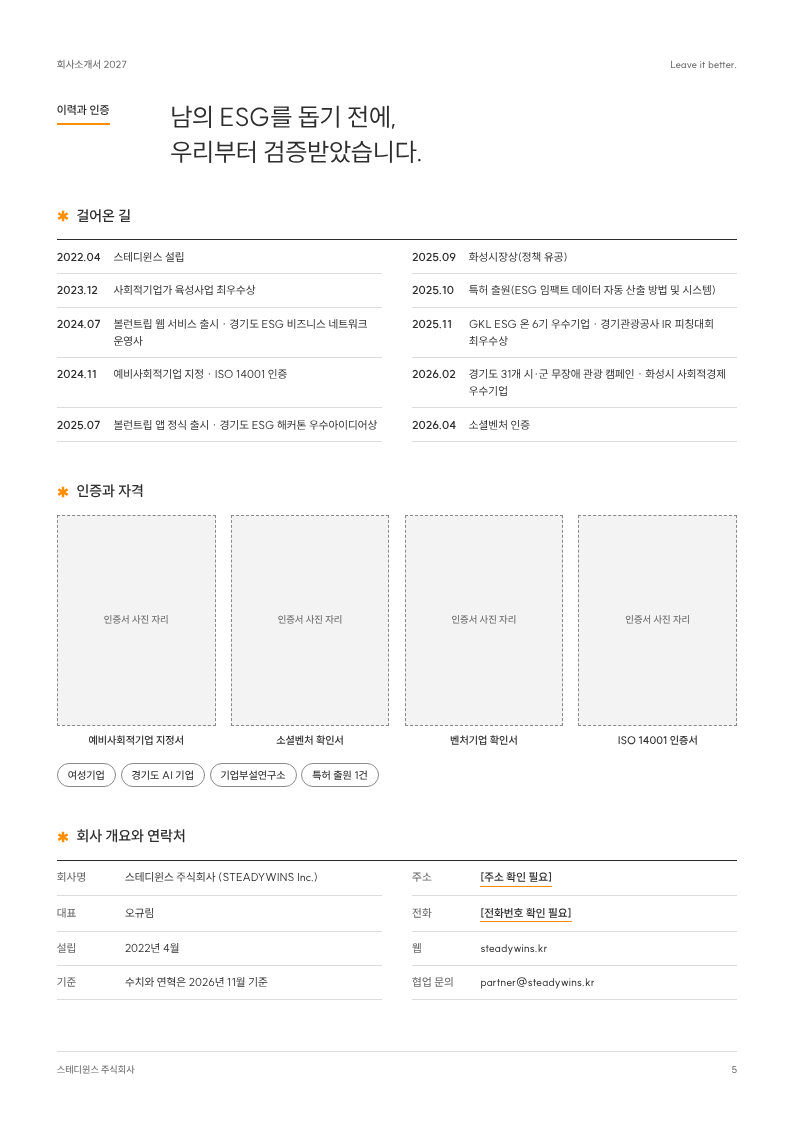 회사소개서 2027
Leave it better.
이력과 인증
남의 ESG를 돕기 전에,
우리부터 검증받았습니다.
✱ 걸어온 길
2022.04 스테디윈스 설립
2023.12 사회적기업가 육성사업 최우수상
2024.07 볼런트립 웹 서비스 출시 · 경기도 ESG 비즈니스 네트워크
운영사
2024.11 예비사회적기업 지정 · ISO 14001 인증
2025.07 볼런트립 앱 정식 출시 · 경기도 ESG 해커톤 우수아이디어상
2025.09 화성시장상(정책 유공)
2025.10 특허 출원(ESG 임팩트 데이터 자동 산출 방법 및 시스템)
2025.11 GKL ESG 온 6기 우수기업 · 경기관광공사 IR 피칭대회
최우수상
2026.02 경기도 31개 시·군 무장애 관광 캠페인 · 화성시 사회적경제
우수기업
2026.04 소셜벤처 인증
✱ 인증과 자격
인증서 사진 자리
인증서 사진 자리
인증서 사진 자리
인증서 사진 자리
예비사회적기업 지정서
소셜벤처 확인서
벤처기업 확인서
ISO 14001 인증서
여성기업
경기도 AI 기업
기업부설연구소
특허 출원 1건
✱ 회사 개요와 연락처
회사명 스테디윈스 주식회사 (STEADYWINS Inc.)
대표 오규림
설립 2022년 4월
기준 수치와 연혁은 2026년 11월 기준
주소 [주소 확인 필요]
전화 [전화번호 확인 필요]
웹 steadywins.kr
협업 문의 partner@steadywins.kr
스테디윈스 주식회사
5